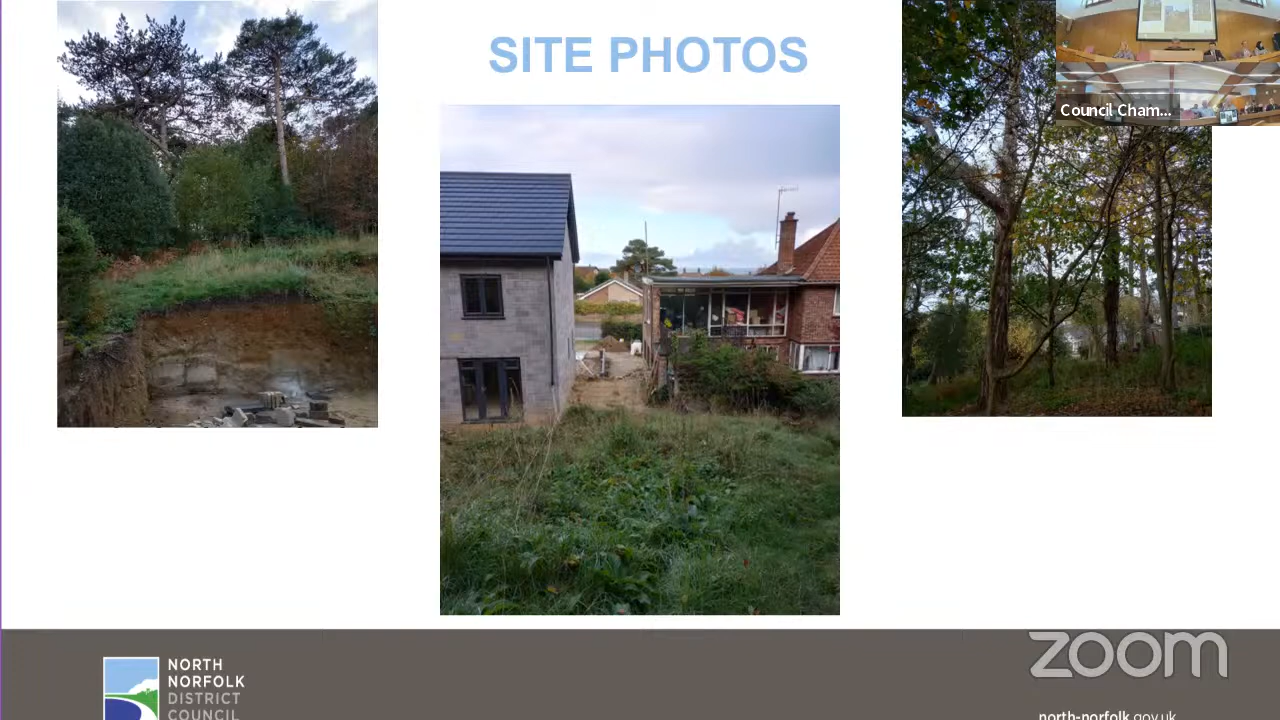 SITE PHOTOS
Council Cham...
NORTH
NORFOLK
DISTRICT
COUNCIL
zoom
north-norfolk.gov.uk